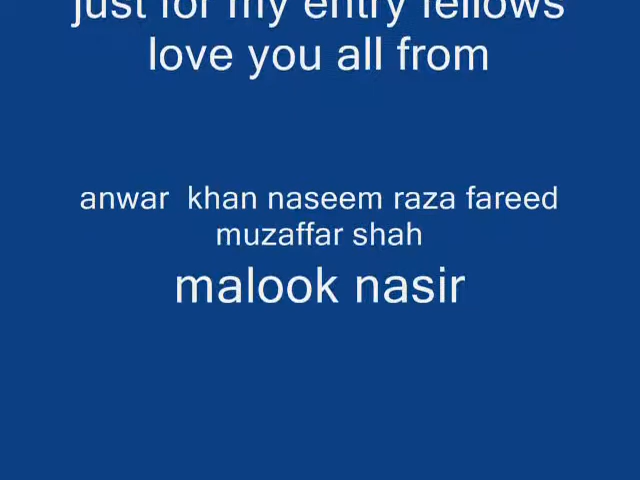 just for my entry fellows
love you all from
anwar  khan naseem raza fareed
muzaffar shah
malook nasir